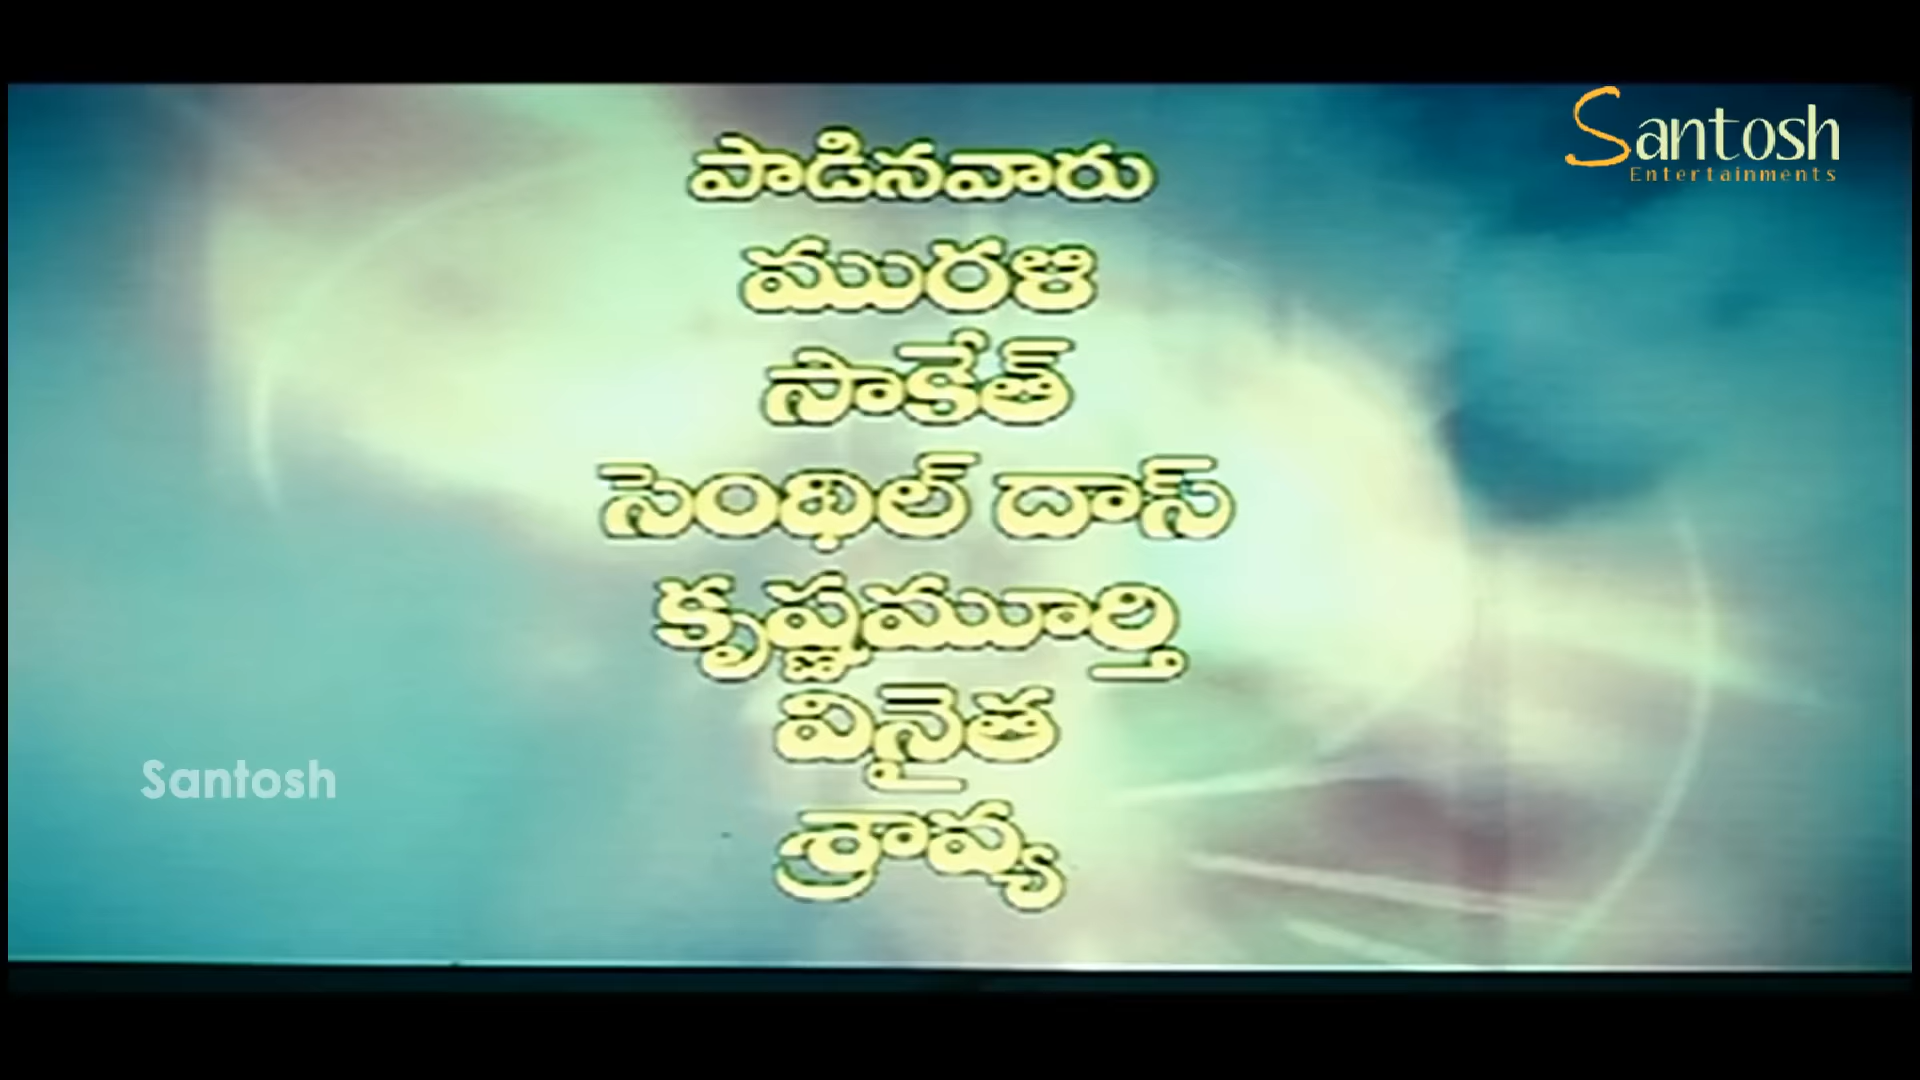 Santosh
Entertainments
పాడినవారు
మురళి
సాకేత్
సెంథిల్ దాస్
కృష్ణమూర్తి
వినైత
శ్రావ్య
Santosh